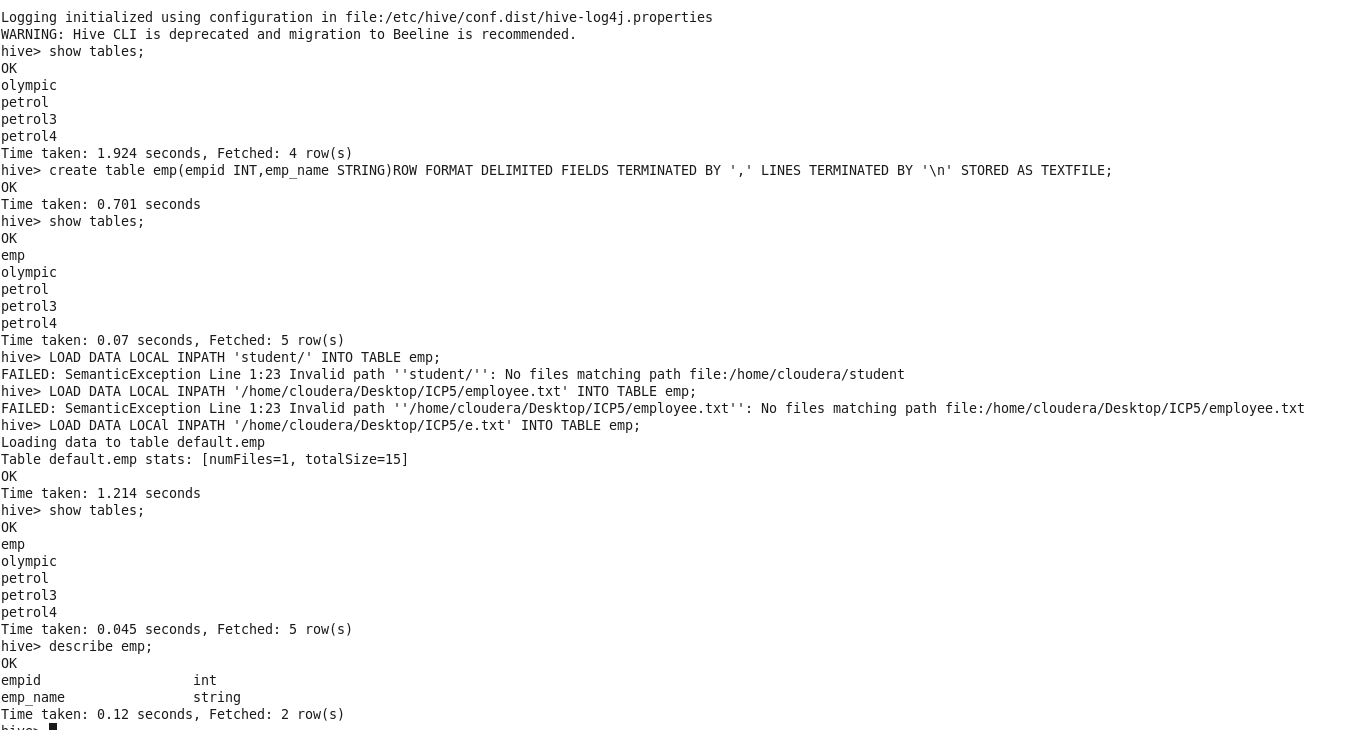 Logging initialized using configuration in file:/etc/hive/conf.dist/hive-log4j.properties
WARNING: Hive CLI is deprecated and migration to Beeline is recommended.
hive> show tables;
OK
olympic
petrol
petrol3
petrol4
Time taken: 1.924 seconds, Fetched: 4 row(s)
hive> create table emp(empid INT,emp_name STRING)ROW FORMAT DELIMITED FIELDS TERMINATED BY ',' LINES TERMINATED BY '\n' STORED AS TEXTFILE;
OK
Time taken: 0.701 seconds
hive> show tables;
OK
emp
olympic
petrol
petrol3
petrol4
Time taken: 0.07 seconds, Fetched: 5 row(s)
hive> LOAD DATA LOCAL INPATH 'student/' INTO TABLE emp;
FAILED: SemanticException Line 1:23 Invalid path ''student/'': No files matching path file:/home/cloudera/student
hive> LOAD DATA LOCAL INPATH '/home/cloudera/Desktop/ICP5/employee.txt' INTO TABLE emp;
FAILED: SemanticException Line 1:23 Invalid path ''/home/cloudera/Desktop/ICP5/employee.txt'': No files matching path file:/home/cloudera/Desktop/ICP5/employee.txt
hive> LOAD DATA LOCAl INPATH '/home/cloudera/Desktop/ICP5/e.txt' INTO TABLE emp;
Loading data to table default.emp
Table default.emp stats: [numFiles=1, totalSize=15]
OK
Time taken: 1.214 seconds
hive> show tables;
OK
emp
olympic
petrol
petrol3
petrol4
Time taken: 0.045 seconds, Fetched: 5 row(s)
hive> describe emp;
OK
empid                   int
emp_name                string
Time taken: 0.12 seconds, Fetched: 2 row(s)
hive>